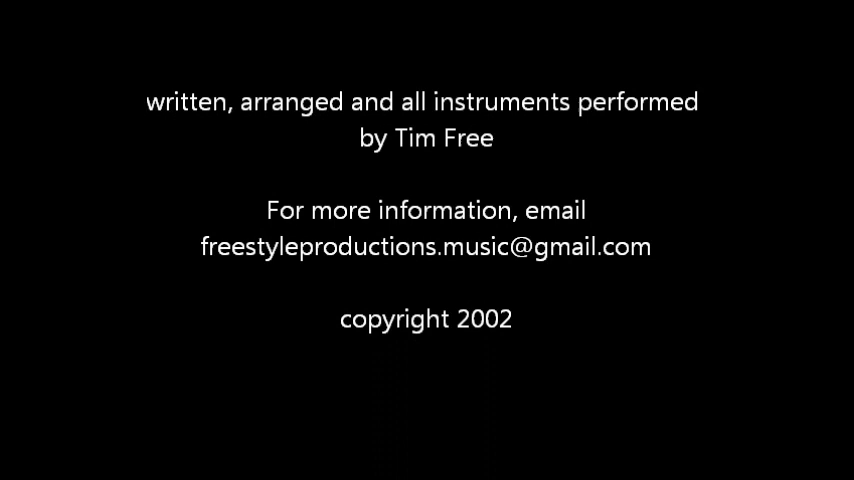 written, arranged and all instruments performed
by Tim Free
For more information, email
freestyleproductions.music@gmail.com
copyright 2002